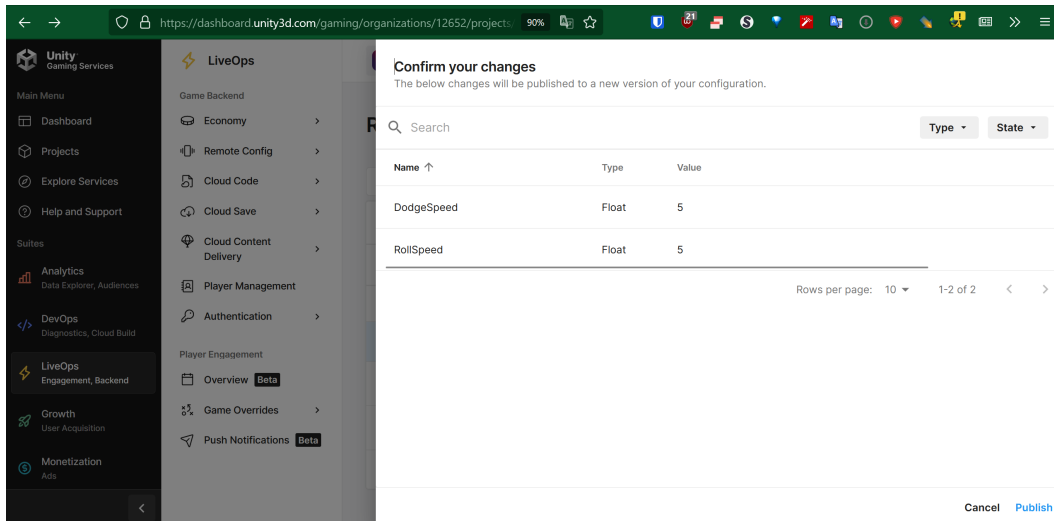 https://dashboard.unity3d.com/gaming/organizations/12652/projects/
90%
21
Unity
Gaming Services
Main Menu
Dashboard
Projects
Explore Services
Help and Support
Suites
Analytics
Data Explorer, Audiences
DevOps
Diagnostics, Cloud Build
LiveOps
Engagement, Backend
Growth
User Acquisition
Monetization
Ads
LiveOps
Game Backend
Economy
Remote Config
Cloud Code
Cloud Save
Cloud Content
Delivery
Player Management
Authentication
Player Engagement
Overview Beta
Game Overrides
Push Notifications Beta
Confirm your changes
The below changes will be published to a new version of your configuration.
Search
Type
State
Name Type Value
DodgeSpeed Float 5
RollSpeed Float 5
Rows per page: 10 1-2 of 2
Cancel Publish